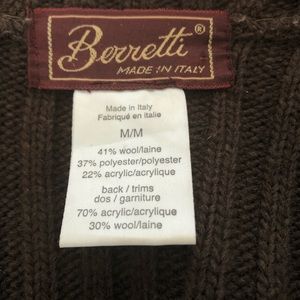 Berretti®
MADE IN ITALY
Made in Italy
Fabriqué en italie
M/M
41% wool/laine
37% polyester/polyester
22% acrylic/acrylique
back / trims
dos / garniture
70% acrylic/acrylique
30% wool/laine